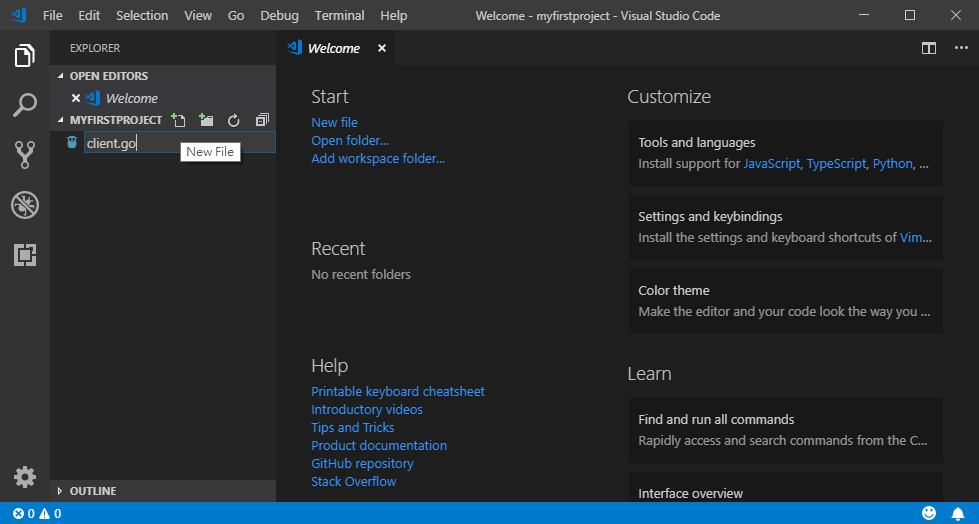 File Edit Selection View Go Debug Terminal Help Welcome - myfirstproject - Visual Studio Code
EXPLORER
OPEN EDITORS
Welcome
MYFIRSTPROJECT
client.go
New File
OUTLINE
Welcome
Start
New file
Open folder...
Add workspace folder...
Recent
No recent folders
Help
Printable keyboard cheatsheet
Introductory videos
Tips and Tricks
Product documentation
GitHub repository
Stack Overflow
Customize
Tools and languages
Install support for JavaScript, TypeScript, Python, ...
Settings and keybindings
Install the settings and keyboard shortcuts of Vim...
Color theme
Make the editor and your code look the way you ...
Learn
Find and run all commands
Rapidly access and search commands from the C...
Interface overview
0 0